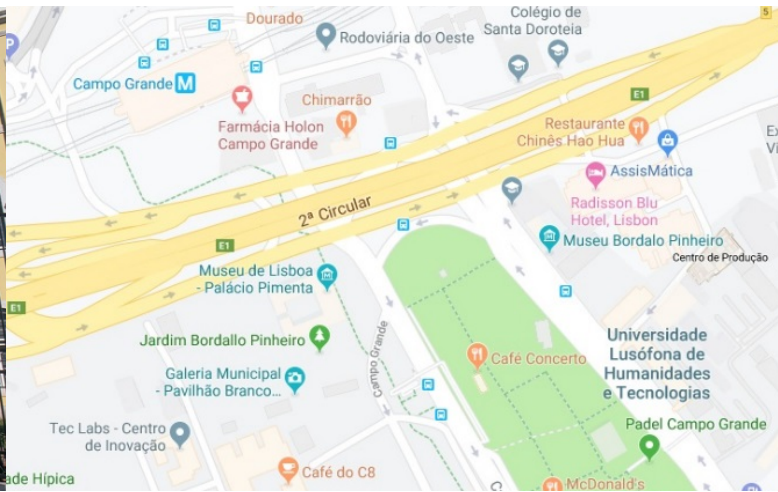 Dourado
Colégio de
Santa Doroteia
5
P
Rodoviária do Oeste
Campo Grande M
Chimarrão
E1
Farmácia Holon
Campo Grande
Restaurante
Chinês Hao Hua
AssisMática
2ª Circular
Radisson Blu
Hotel, Lisbon
E1
Museu Bordalo Pinheiro
Centro de Produção
Museu de Lisboa
- Palácio Pimenta
E1
Jardim Bordallo Pinheiro
Campo Grande
Universidade
Lusófona de
Humanidades
e Tecnologias
Café Concerto
Galeria Municipal
- Pavilhão Branco...
Padel Campo Grande
Tec Labs - Centro
de Inovação
Café do C8
McDonald's
ade Hípica